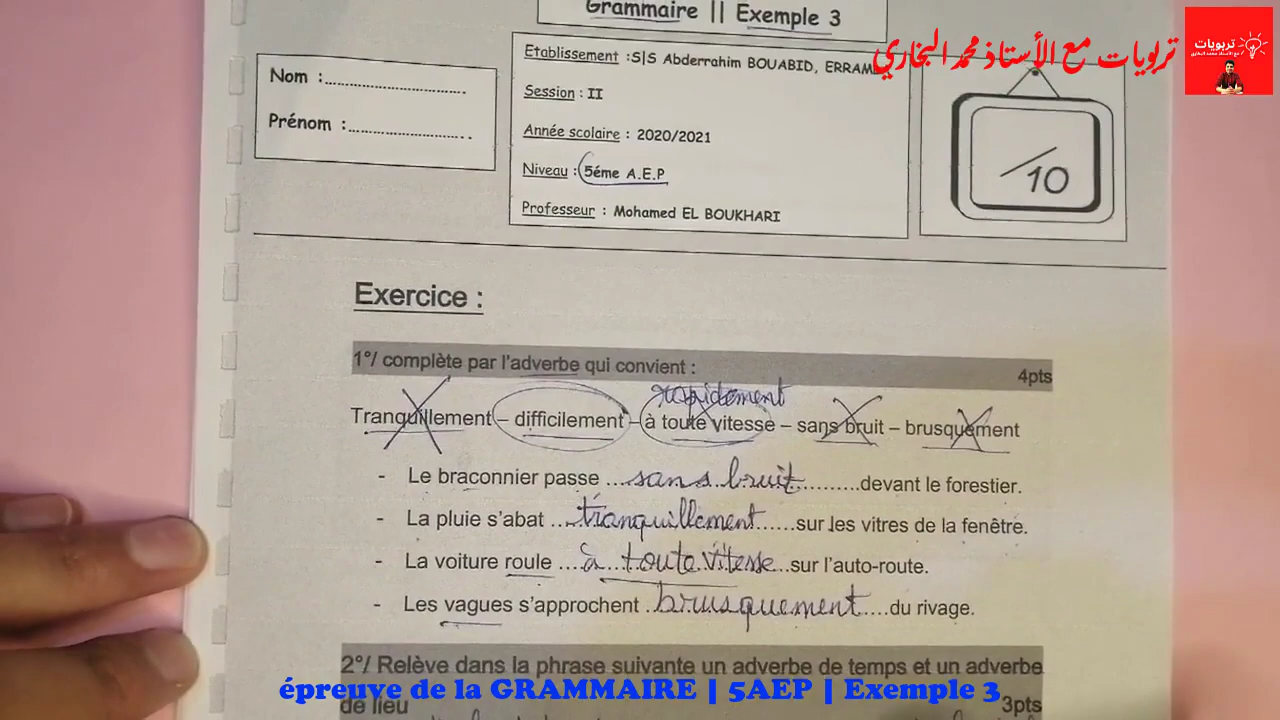 Grammaire || Exemple 3
تربويات مع الأستاذ محمد البخاري
تربويات
مع الأستاذ محمد البخاري
Nom :.................................
Prénom :..............................
Etablissement :S|S Abderrahim BOUABID, ERRAM
Session : II
Année scolaire : 2020/2021
Niveau : 5éme A.E.P
Professeur : Mohamed EL BOUKHARI
/10
Exercice :
1°/ complète par l'adverbe qui convient : 4pts
rapidement
Tranquillement – difficilement – à toute vitesse – sans bruit – brusquement
- Le braconnier passe ...sans bruit...........devant le forestier.
- La pluie s'abat ...tranquillement......sur les vitres de la fenêtre.
- La voiture roule ....à toute vitesse...sur l'auto-route.
- Les vagues s'approchent ..brusquement....du rivage.
2°/ Relève dans la phrase suivante un adverbe de temps et un adverbe
de lieu 3pts
épreuve de la GRAMMAIRE | 5AEP | Exemple 3